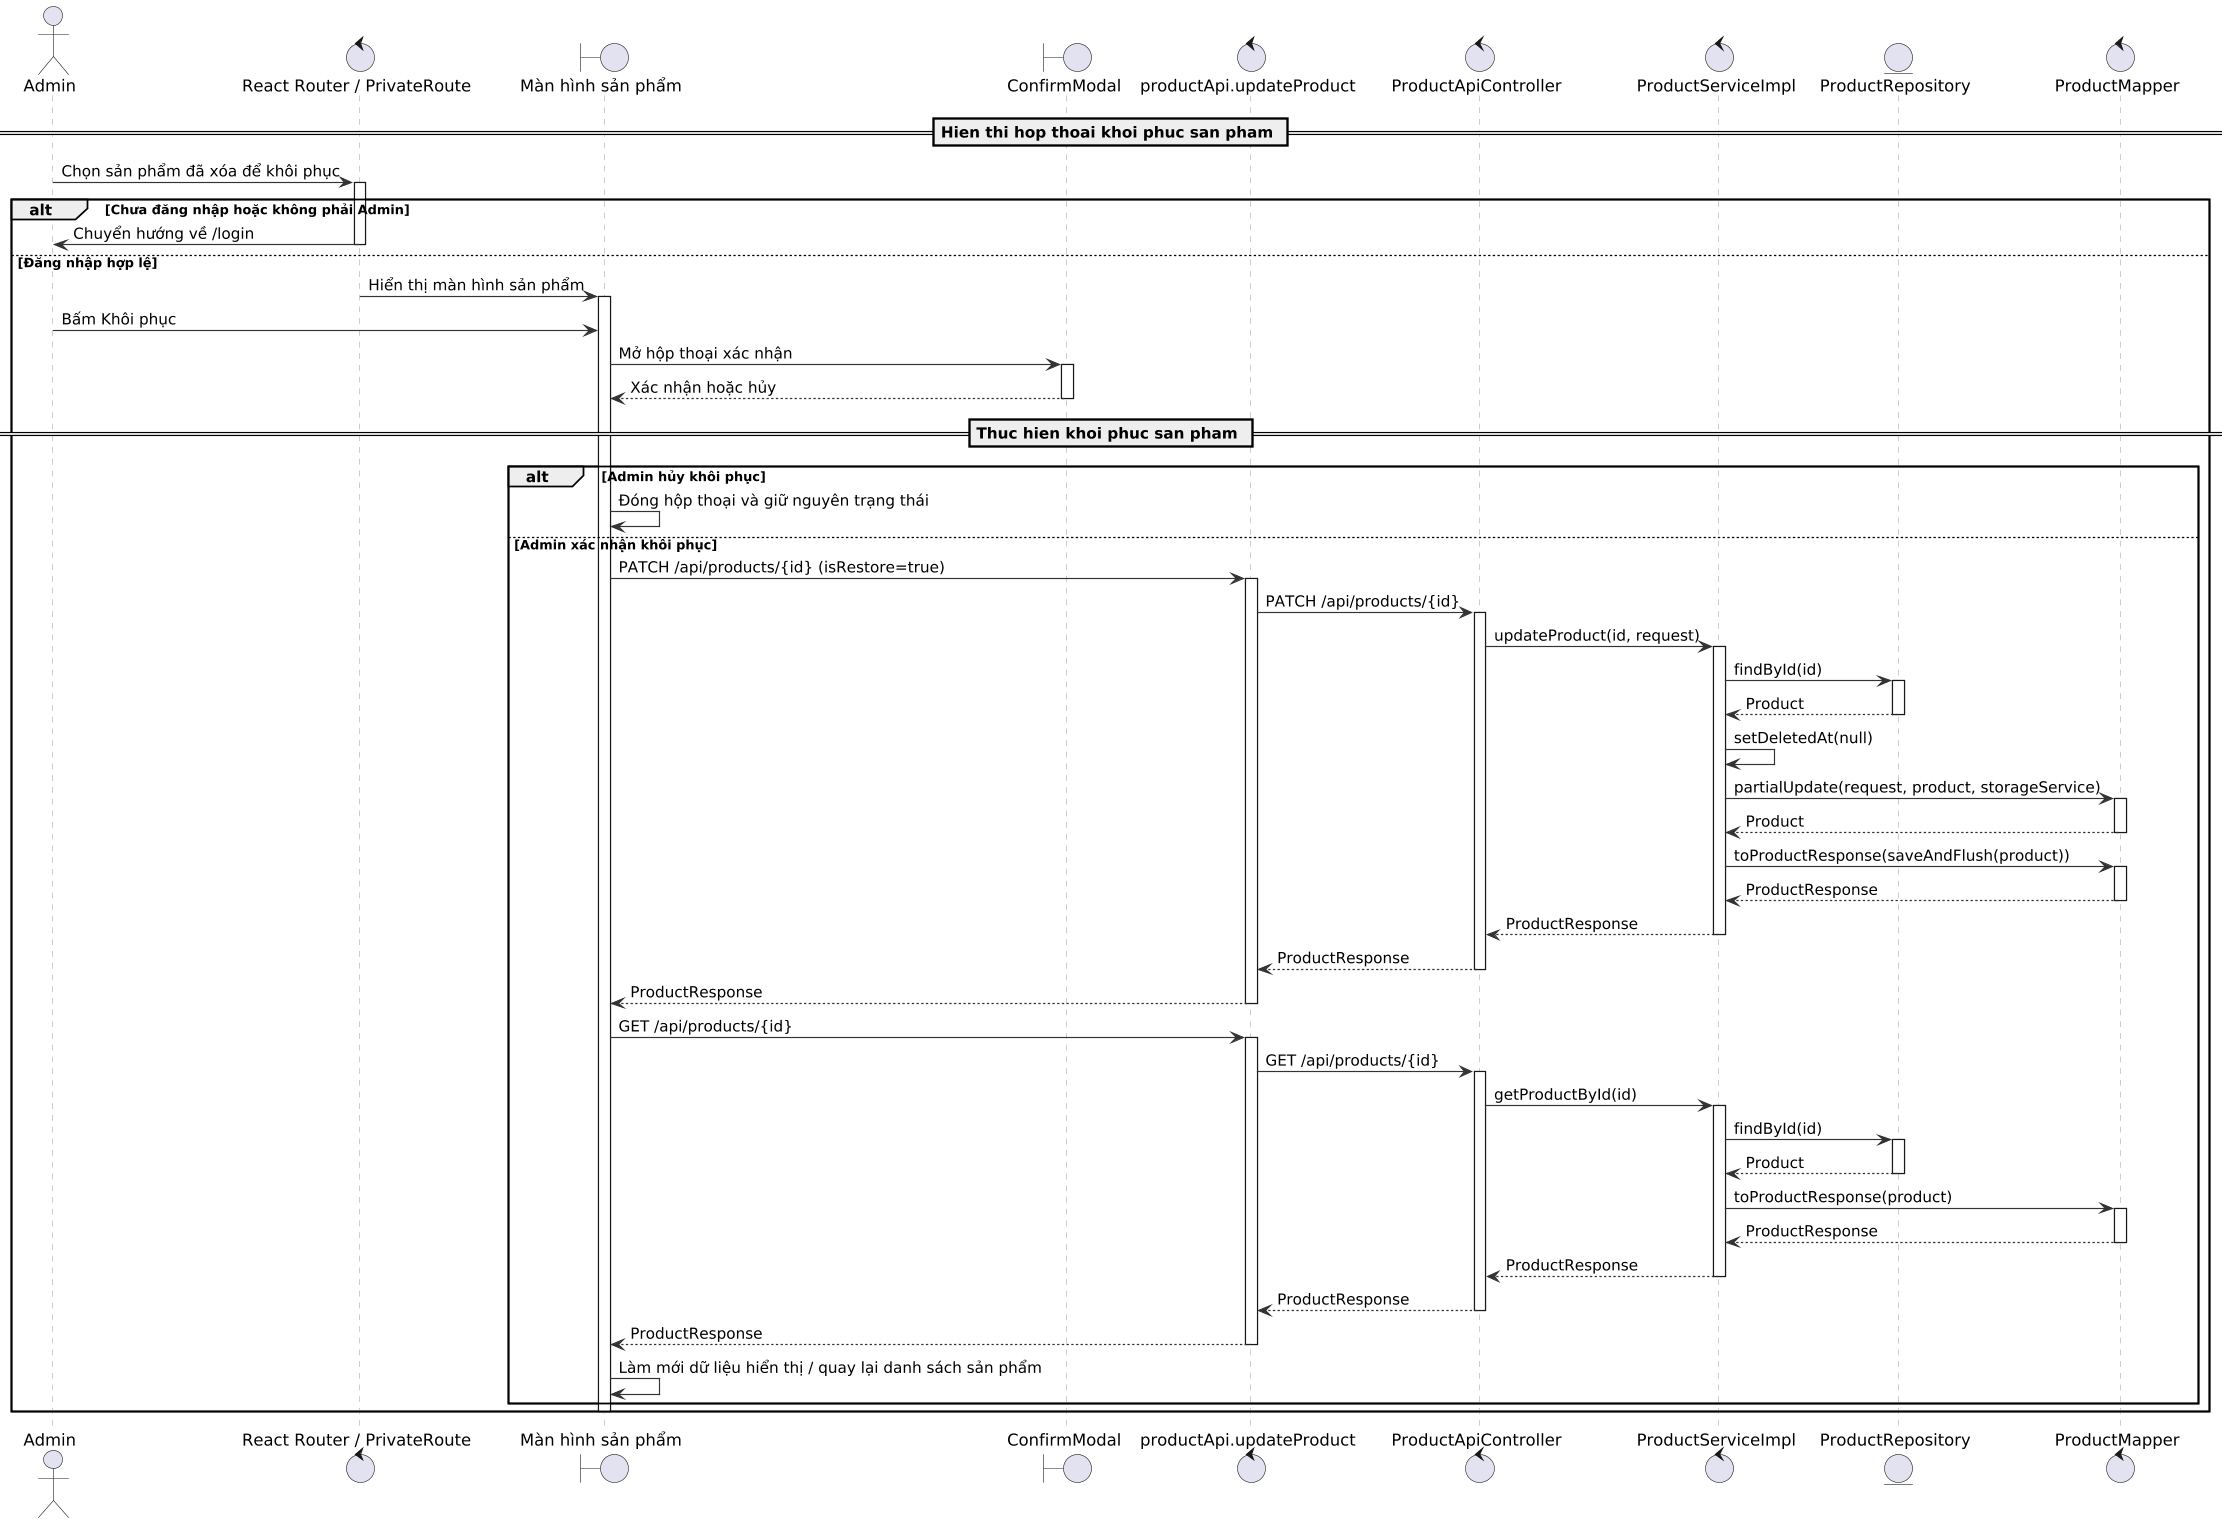 Admin
React Router / PrivateRoute
Màn hình sản phẩm
ConfirmModal
productApi.updateProduct
ProductApiController
ProductServiceImpl
ProductRepository
ProductMapper
Hien thi hop thoai khoi phuc san pham
Chọn sản phẩm đã xóa để khôi phục
alt [Chưa đăng nhập hoặc không phải Admin]
Chuyển hướng về /login
[Đăng nhập hợp lệ]
Hiển thị màn hình sản phẩm
Bấm Khôi phục
Mở hộp thoại xác nhận
Xác nhận hoặc hủy
Thuc hien khoi phuc san pham
alt [Admin hủy khôi phục]
Đóng hộp thoại và giữ nguyên trạng thái
[Admin xác nhận khôi phục]
PATCH /api/products/{id} (isRestore=true)
PATCH /api/products/{id}
updateProduct(id, request)
findById(id)
Product
setDeletedAt(null)
partialUpdate(request, product, storageService)
Product
toProductResponse(saveAndFlush(product))
ProductResponse
ProductResponse
ProductResponse
ProductResponse
GET /api/products/{id}
GET /api/products/{id}
getProductById(id)
findById(id)
Product
toProductResponse(product)
ProductResponse
ProductResponse
ProductResponse
ProductResponse
Làm mới dữ liệu hiển thị / quay lại danh sách sản phẩm
Admin
React Router / PrivateRoute
Màn hình sản phẩm
ConfirmModal
productApi.updateProduct
ProductApiController
ProductServiceImpl
ProductRepository
ProductMapper